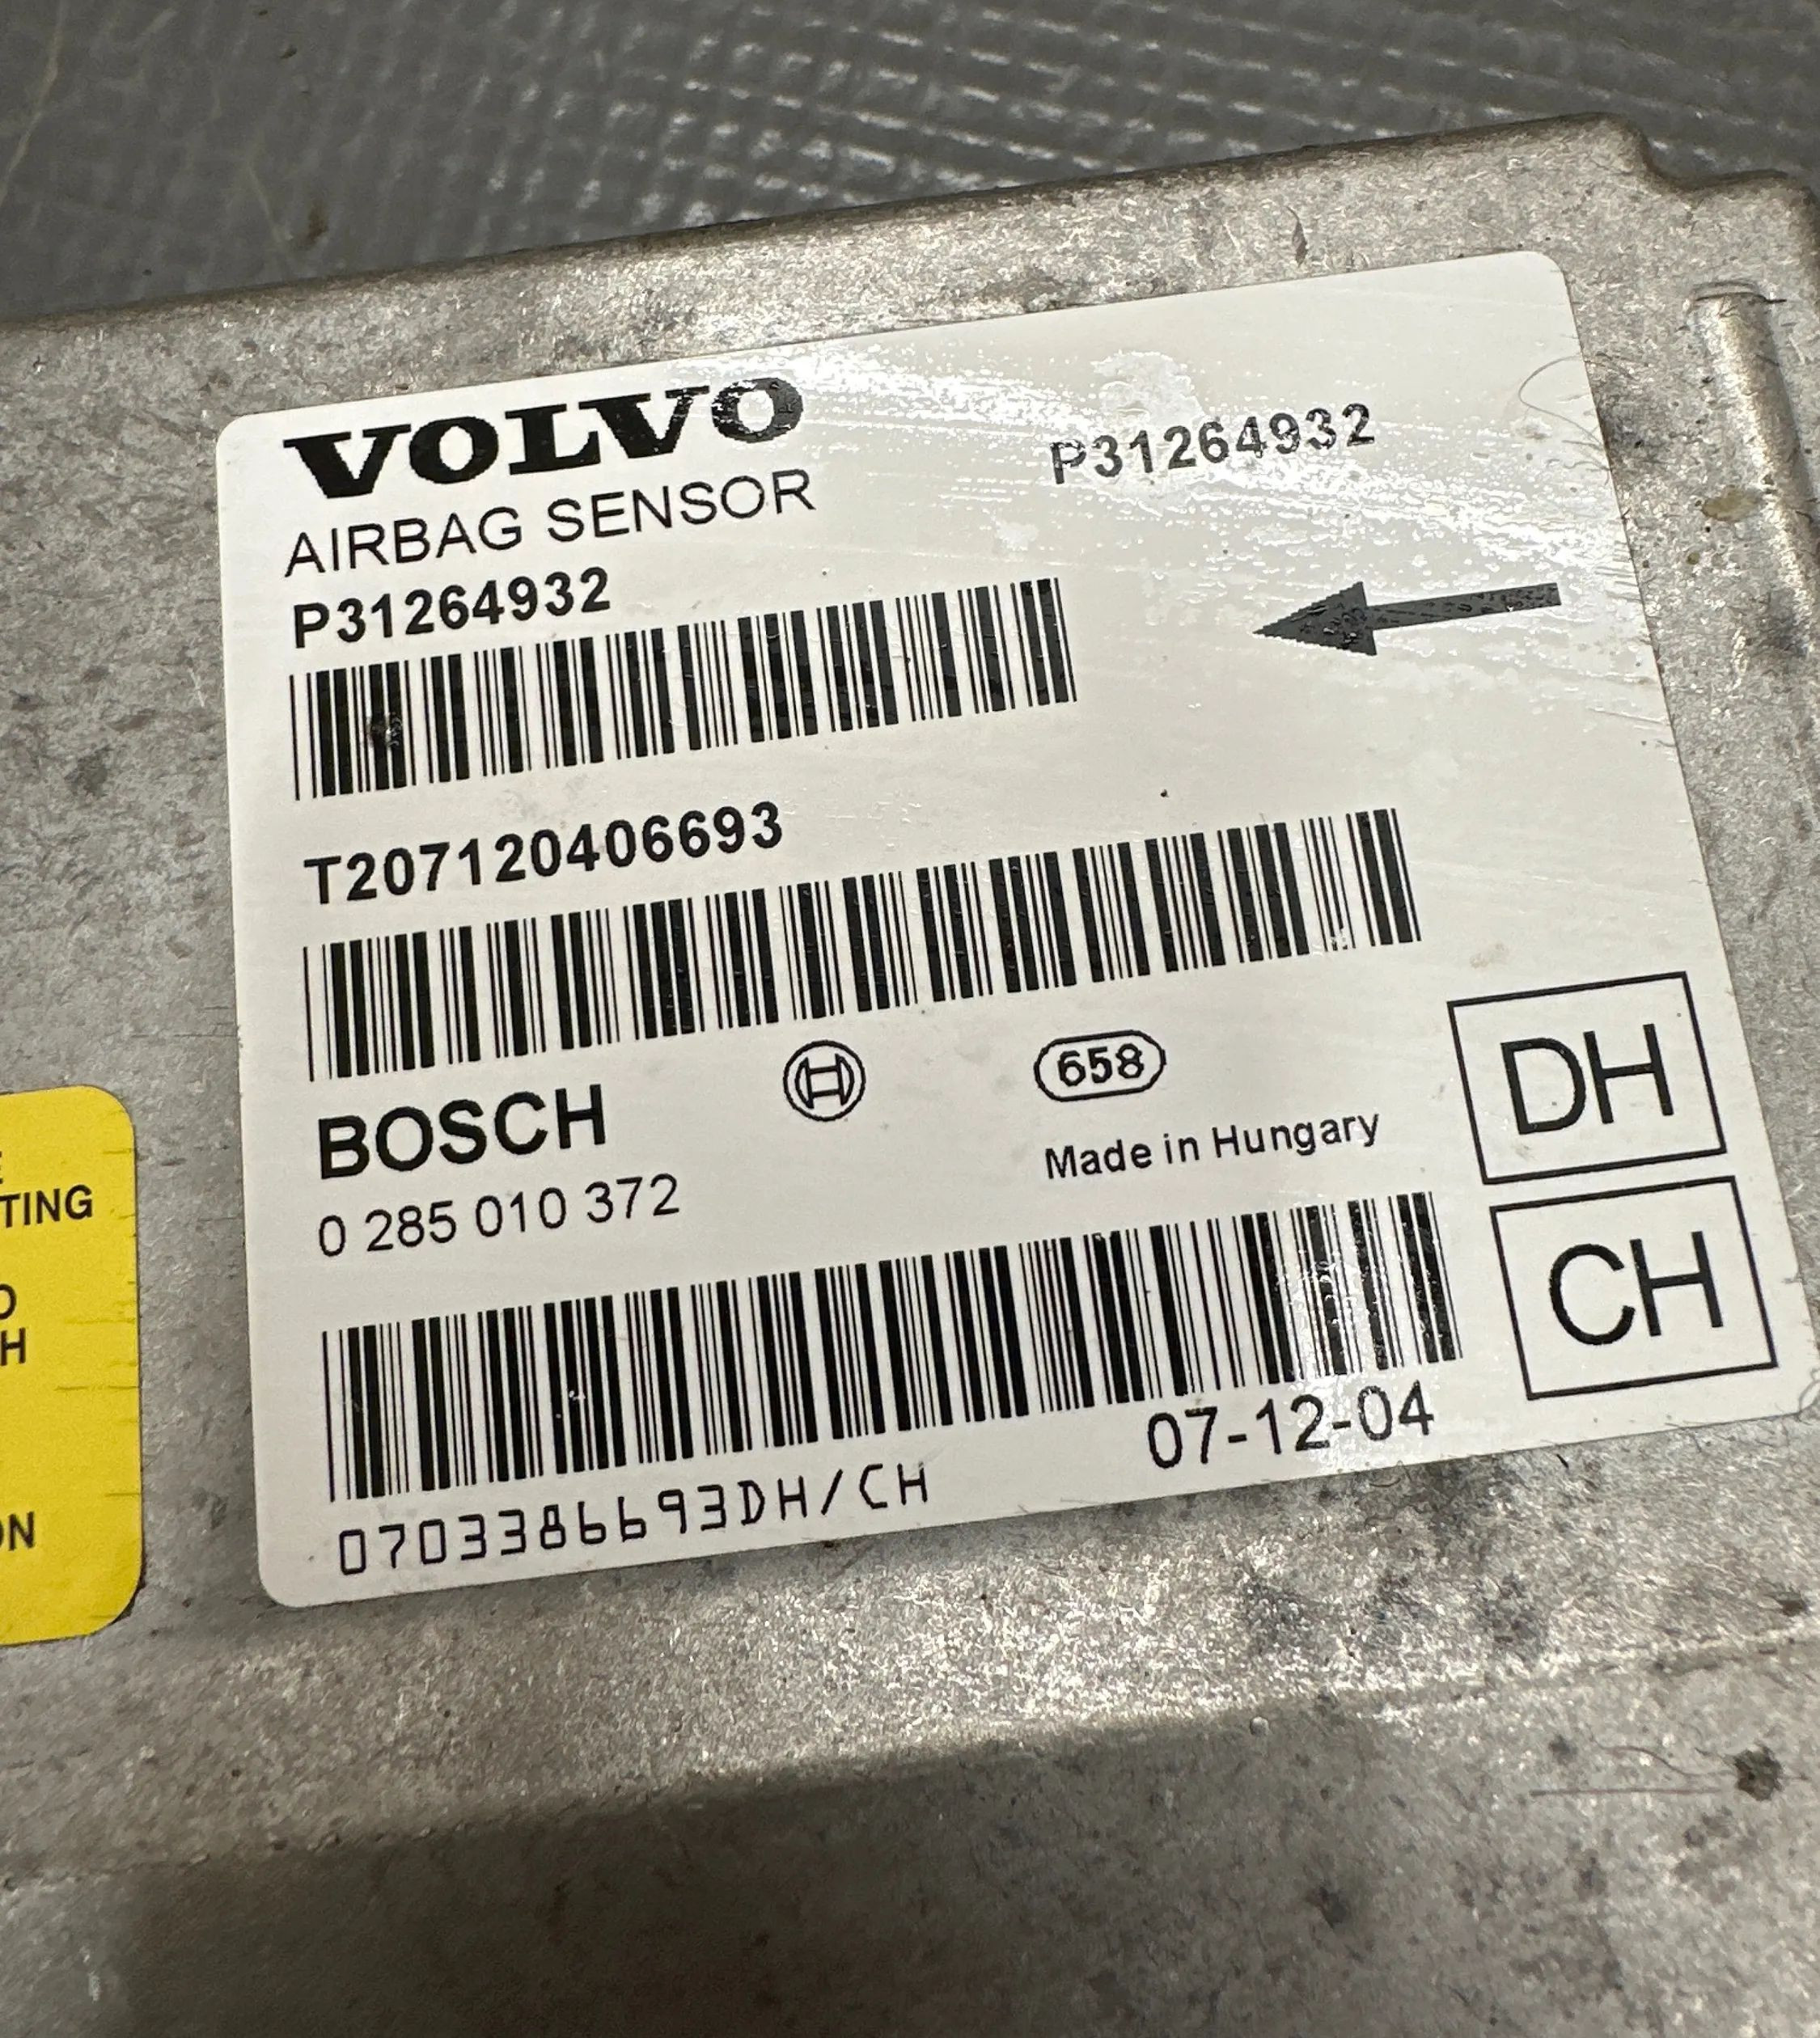 VOLVO
AIRBAG SENSOR
P31264932
P31264932
T207120406693
BOSCH
0 285 010 372
658
Made in Hungary
DH
CH
07-12-04
0703386693DH/CH
TING
H
ON